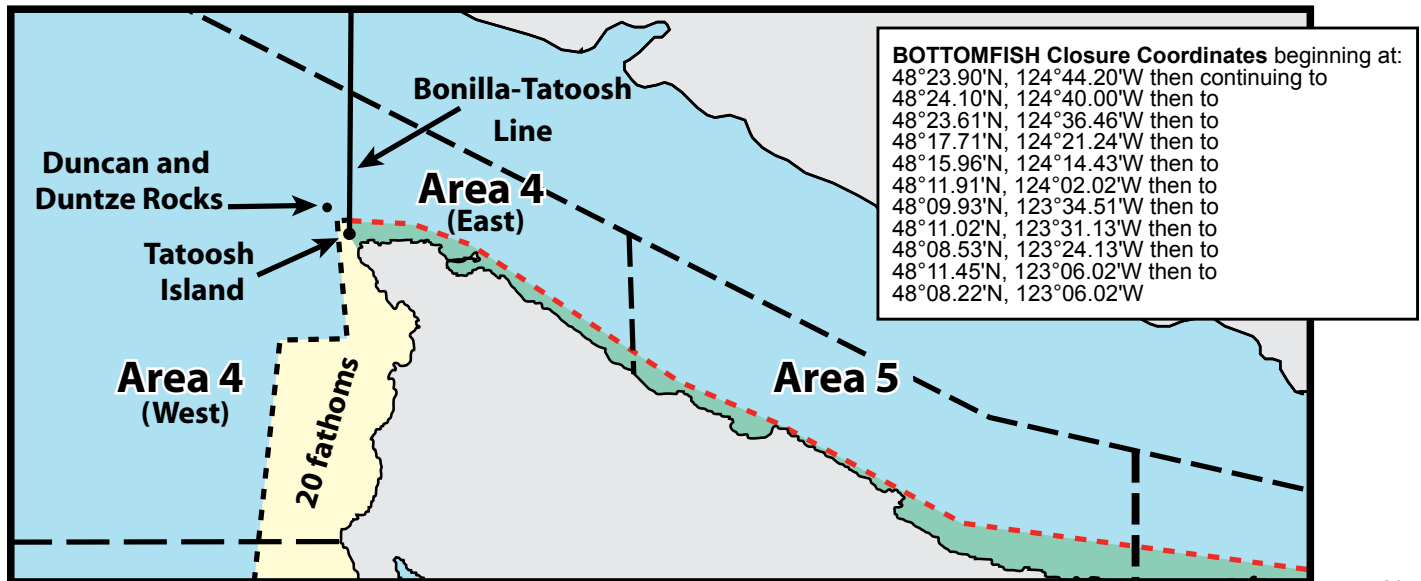 Bonilla-Tatoosh
Line
Duncan and
Duntze Rocks
Area 4
(East)
Tatoosh
Island
Area 4
(West)
20 fathoms
Area 5
BOTTOMFISH Closure Coordinates beginning at:
48°23.90'N, 124°44.20'W then continuing to
48°24.10'N, 124°40.00'W then to
48°23.61'N, 124°36.46'W then to
48°17.71'N, 124°21.24'W then to
48°15.96'N, 124°14.43'W then to
48°11.91'N, 124°02.02'W then to
48°09.93'N, 123°34.51'W then to
48°11.02'N, 123°31.13'W then to
48°08.53'N, 123°24.13'W then to
48°11.45'N, 123°06.02'W then to
48°08.22'N, 123°06.02'W